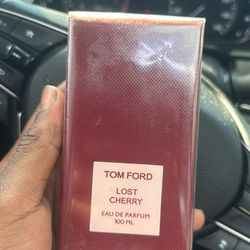 TOM FORD
LOST
CHERRY
EAU DE PARFUM
100 ML